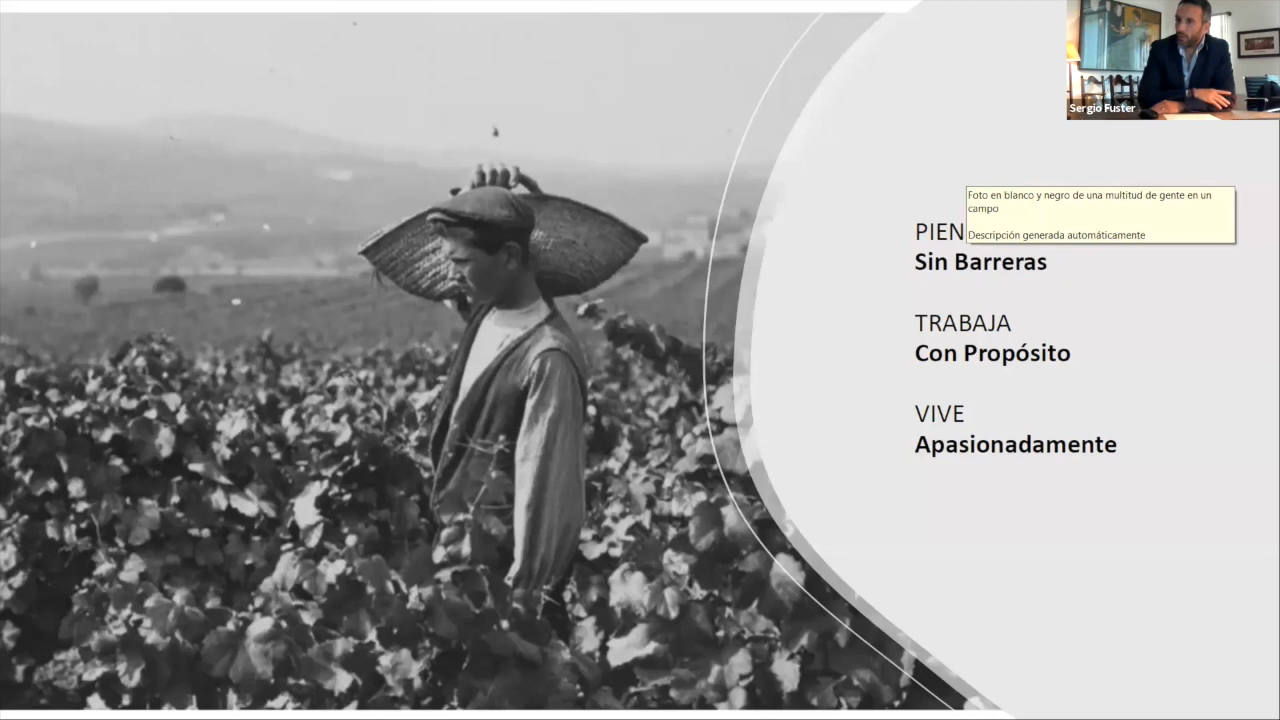 Sergio Fuster
Foto en blanco y negro de una multitud de gente en un
campo
Descripción generada automáticamente
PIEN
Sin Barreras
TRABAJA
Con Propósito
VIVE
Apasionadamente